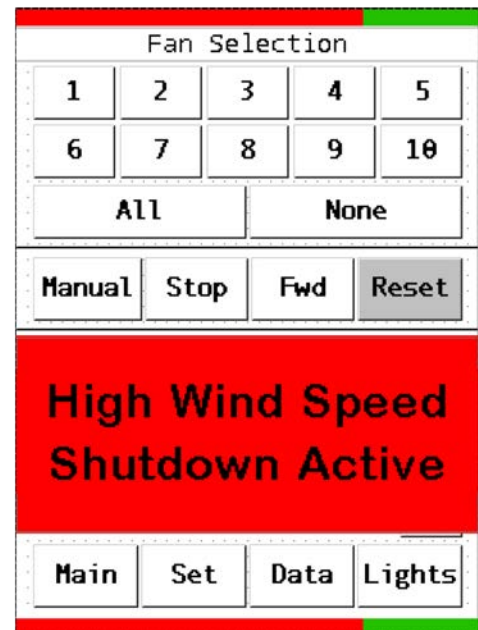 Fan Selection
1 2 3 4 5
6 7 8 9 10
All None
Manual Stop Fwd Reset
High Wind Speed
Shutdown Active
Main Set Data Lights